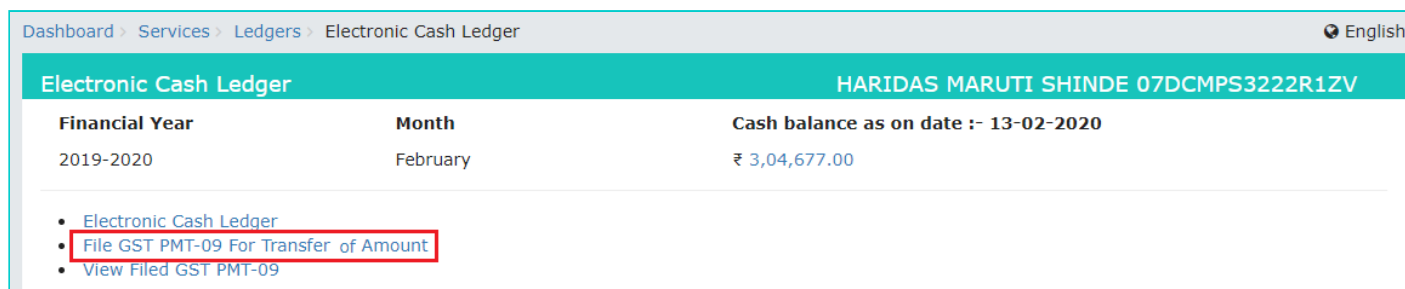 Dashboard > Services > Ledgers > Electronic Cash Ledger English
Electronic Cash Ledger HARIDAS MARUTI SHINDE 07DCMPS3222R1ZV
Financial Year Month Cash balance as on date :- 13-02-2020
2019-2020 February ₹ 3,04,677.00
• Electronic Cash Ledger
• File GST PMT-09 For Transfer of Amount
• View Filed GST PMT-09